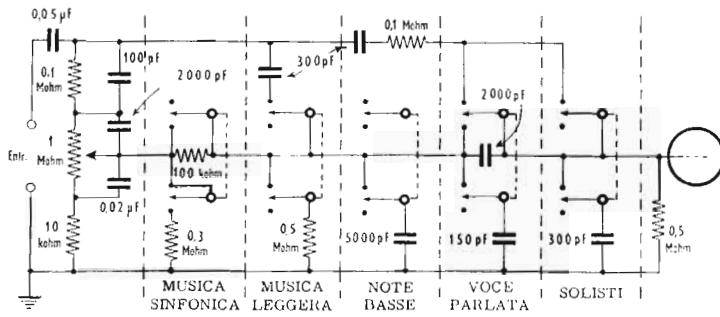 0,05 µF
0.1
Mohm
100 pF
2000 pF
300 pF
0,1 Mohm
2000 pF
Entr.
1
Mohm
100 kohm
0,02 µF
10
kohm
0.3
Mohm
0,5
Mohm
5000 pF
150 pF
300 pF
0,5
Mohm
MUSICA
SINFONICA
MUSICA
LEGGERA
NOTE
BASSE
VOCE
PARLATA
SOLISTI